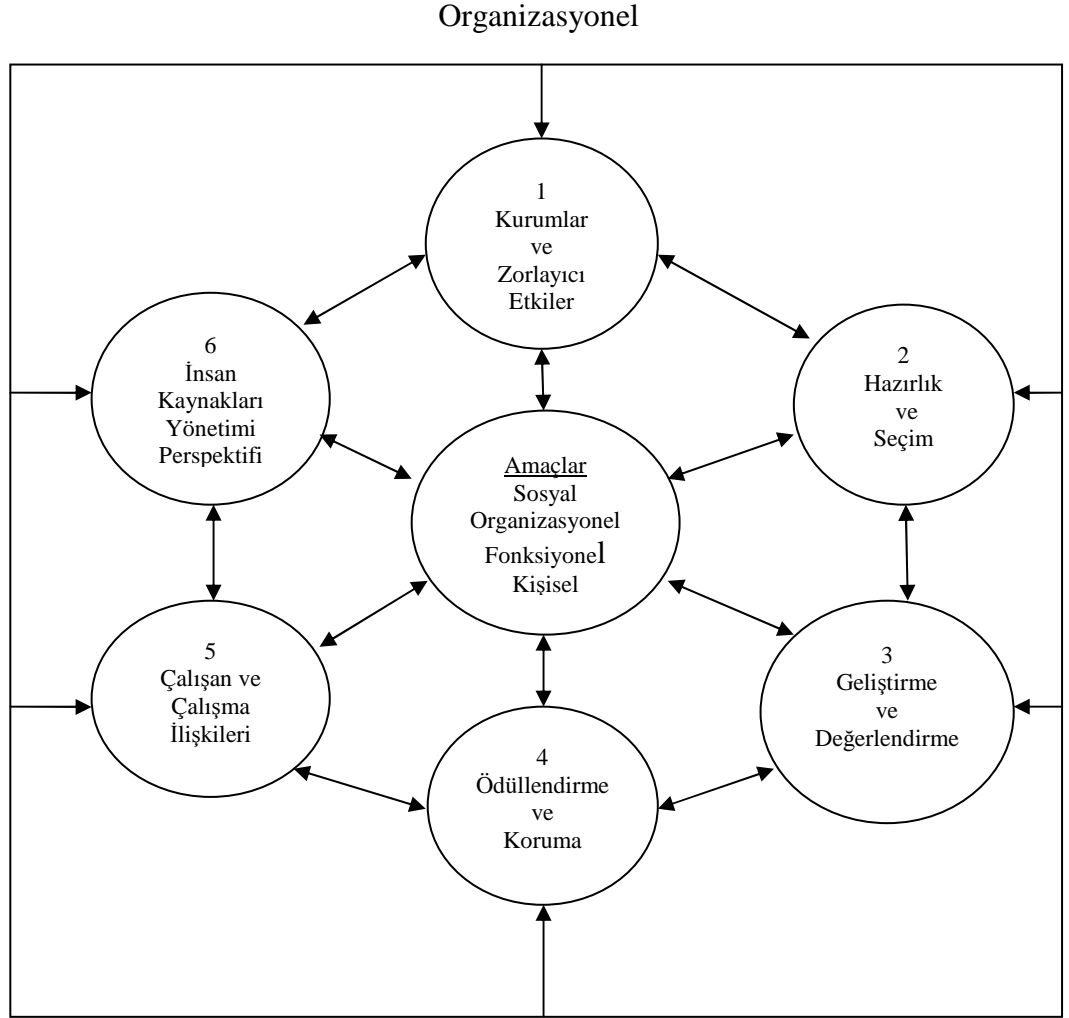 Organizasyonel
1
Kurumlar
ve
Zorlayıcı
Etkiler
2
Hazırlık
ve
Seçim
3
Geliştirme
ve
Değerlendirme
4
Ödüllendirme
ve
Koruma
5
Çalışan ve
Çalışma
İlişkileri
6
İnsan
Kaynakları
Yönetimi
Perspektifi
Amaçlar
Sosyal
Organizasyonel
Fonksiyonel
Kişisel